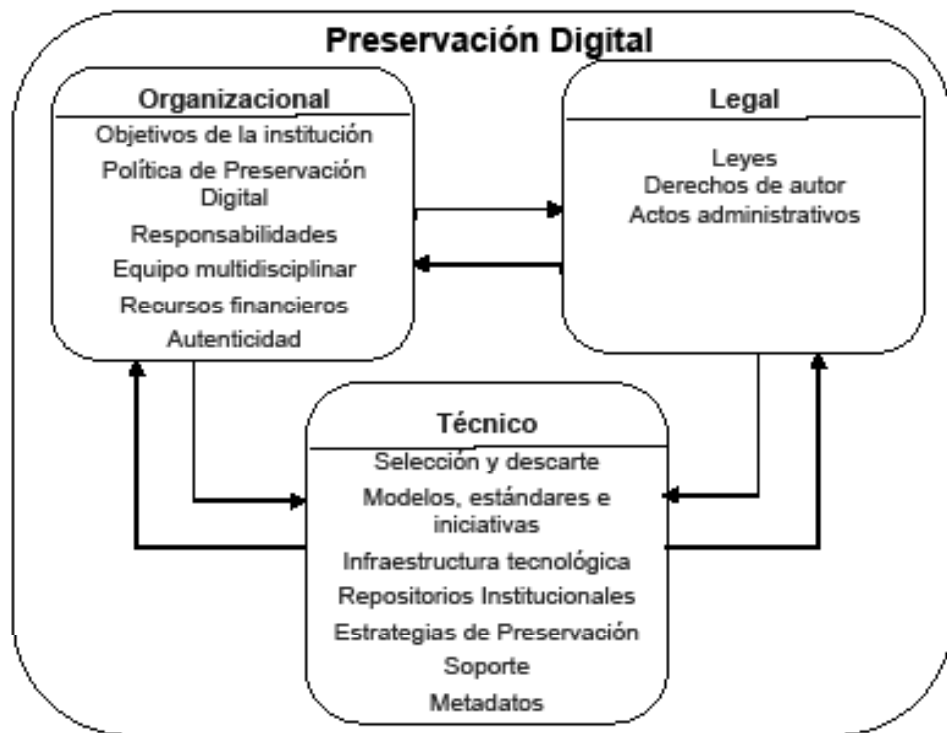 Preservación Digital
Organizacional
Objetivos de la institución
Política de Preservación
Digital
Responsabilidades
Equipo multidisciplinar
Recursos financieros
Autenticidad
Legal
Leyes
Derechos de autor
Actos administrativos
Técnico
Selección y descarte
Modelos, estándares e
iniciativas
Infraestructura tecnológica
Repositorios Institucionales
Estrategias de Preservación
Soporte
Metadatos